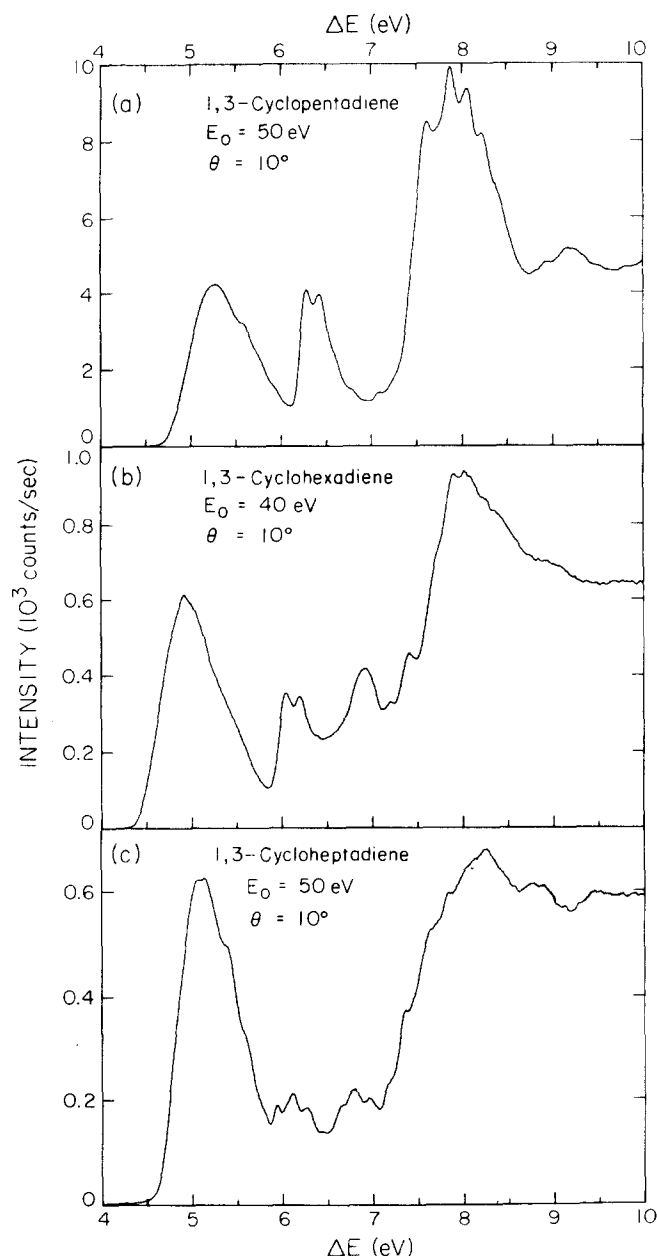 ΔE (eV)
4 5 6 7 8 9 10
10
8
6
4
2
0
(a)
1,3-Cyclopentadiene
E₀ = 50 eV
θ = 10°
INTENSITY (10³ counts/sec)
1.0
0.8
0.6
0.4
0.2
0
(b)
1,3-Cyclohexadiene
E₀ = 40 eV
θ = 10°
0.6
0.4
0.2
0
(c)
1,3-Cycloheptadiene
E₀ = 50 eV
θ = 10°
4 5 6 7 8 9 10
ΔE (eV)